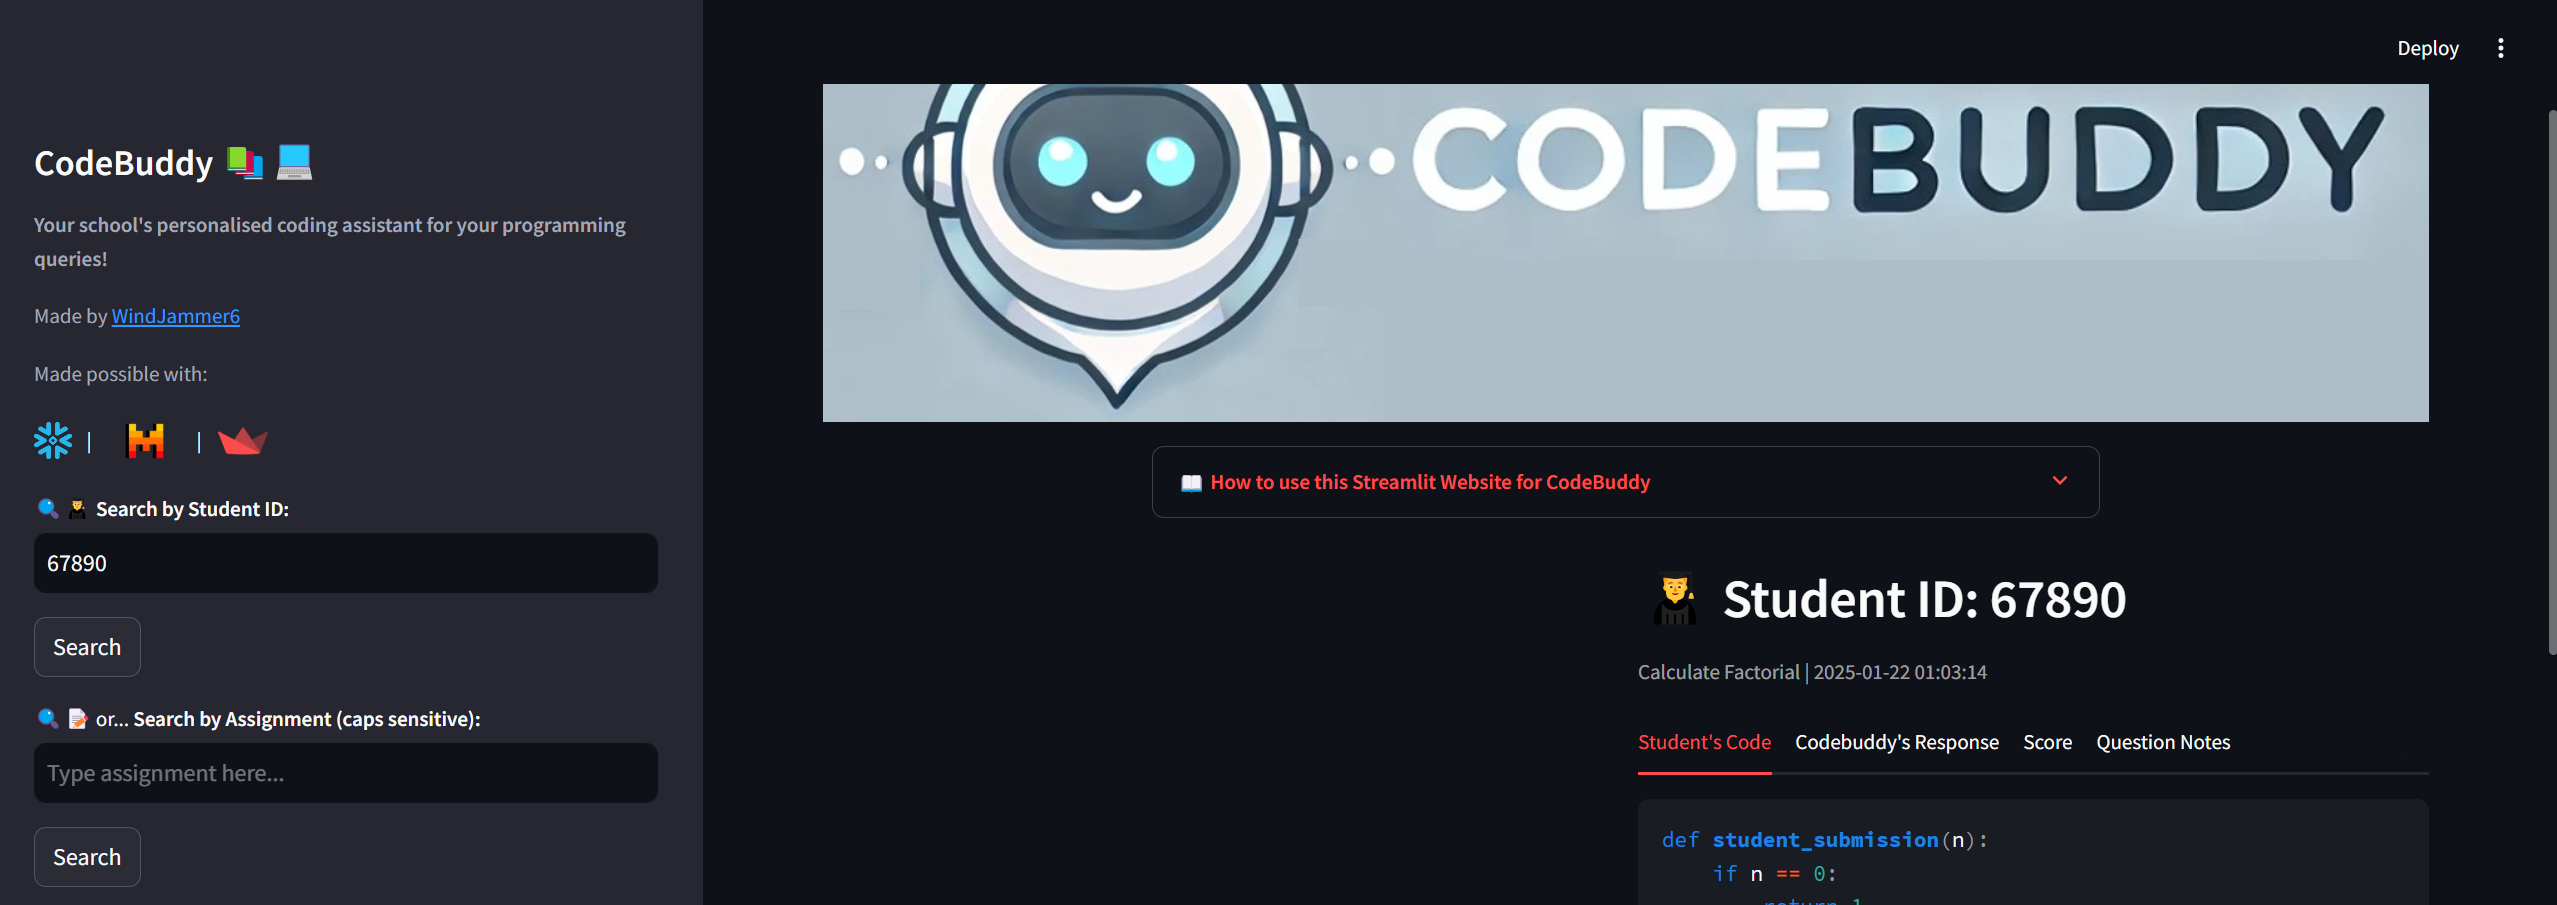 Deploy
CodeBuddy
Your school's personalised coding assistant for your programming
queries!
Made by WindJammer6
Made possible with:
|
|
Search by Student ID:
67890
Search
or... Search by Assignment (caps sensitive):
Type assignment here...
Search
CODEBUDDY
How to use this Streamlit Website for CodeBuddy
Student ID: 67890
Calculate Factorial | 2025-01-22 01:03:14
Student's Code Codebuddy's Response Score Question Notes
def student_submission(n):
if n == 0:
return 1